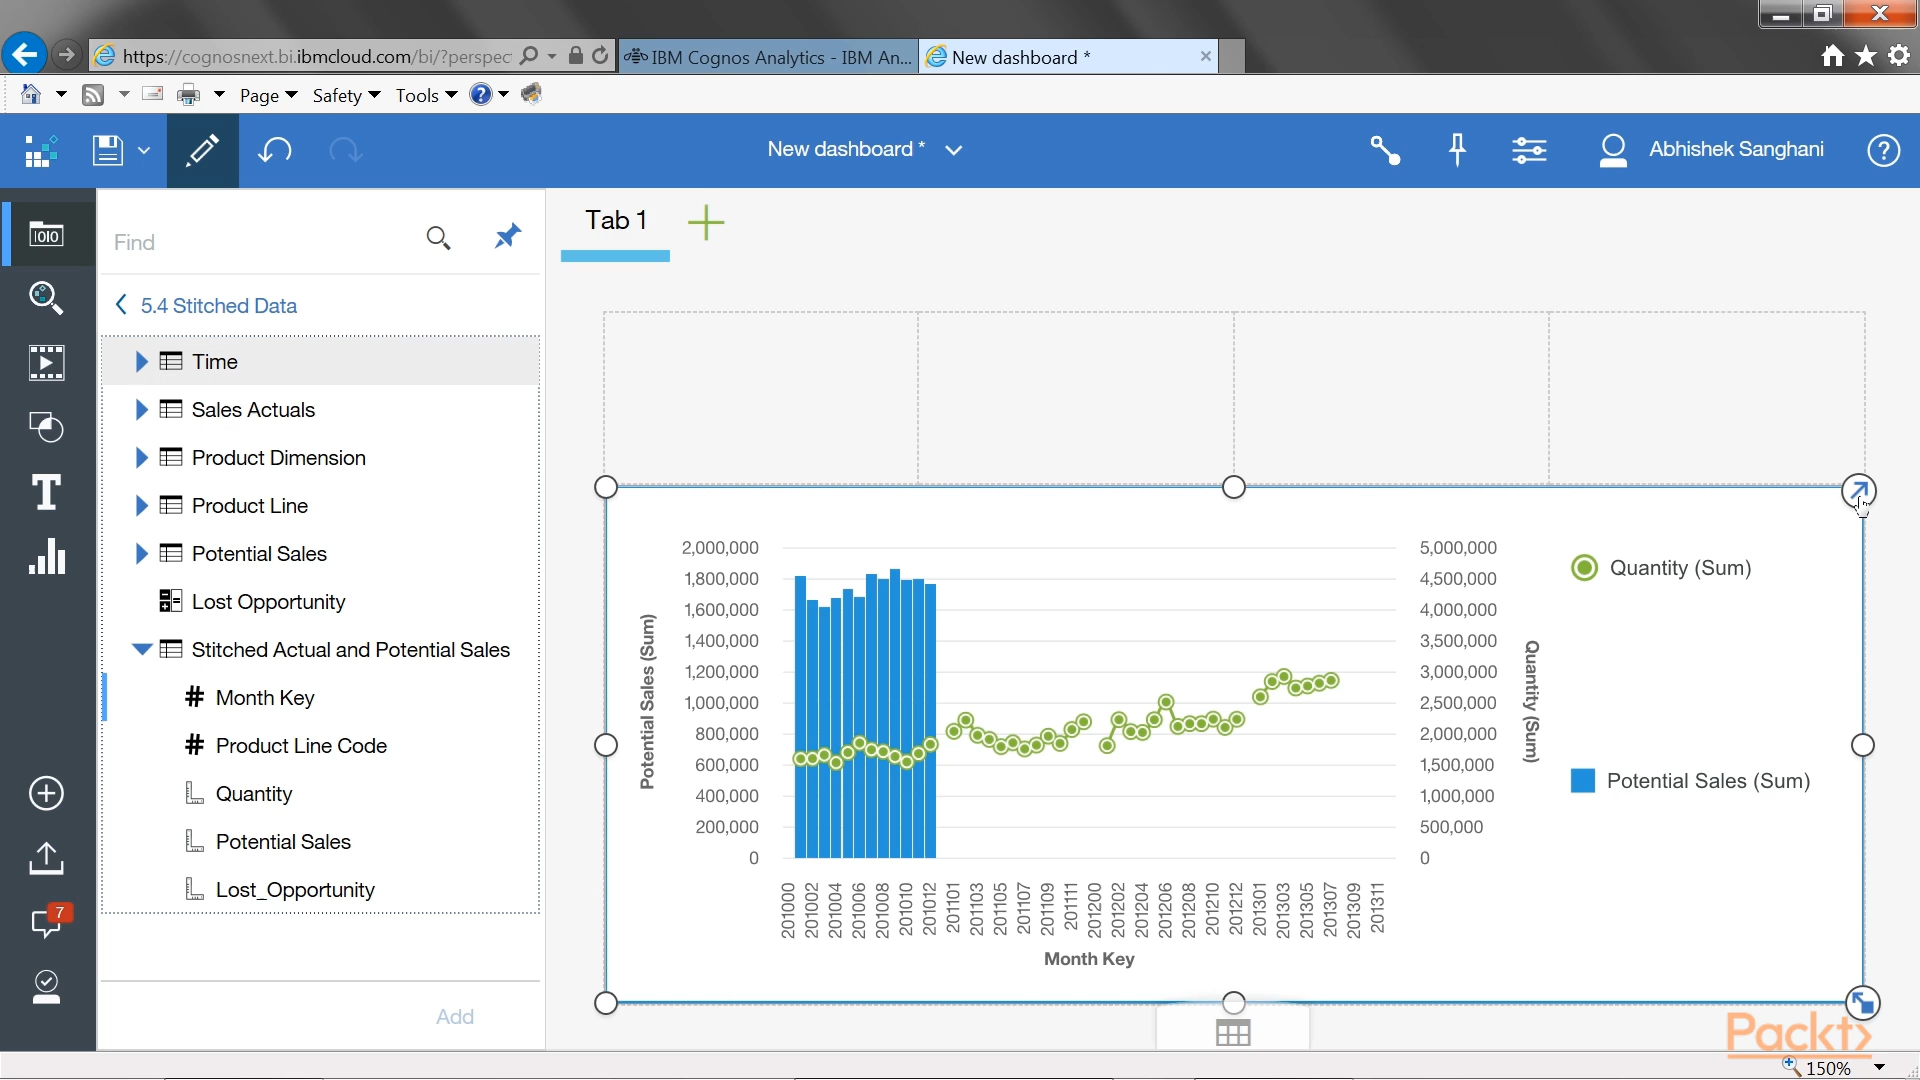 https://cognosnext.bi.ibmcloud.com/bi/?perspec
IBM Cognos Analytics - IBM An...
New dashboard *
Page
Safety
Tools
New dashboard *
Abhishek Sanghani
Find
5.4 Stitched Data
Time
Sales Actuals
Product Dimension
Product Line
Potential Sales
Lost Opportunity
Stitched Actual and Potential Sales
# Month Key
# Product Line Code
Quantity
Potential Sales
Lost_Opportunity
Add
7
Tab 1
Potential Sales (Sum)
2,000,000
1,800,000
1,600,000
1,400,000
1,200,000
1,000,000
800,000
600,000
400,000
200,000
0
5,000,000
4,500,000
4,000,000
3,500,000
3,000,000
2,500,000
2,000,000
1,500,000
1,000,000
500,000
0
Quantity (Sum)
201000
201002
201004
201006
201008
201010
201012
201101
201103
201105
201107
201109
201111
201200
201202
201204
201206
201208
201210
201212
201301
201303
201305
201307
201309
201311
Month Key
Quantity (Sum)
Potential Sales (Sum)
Packt
150%